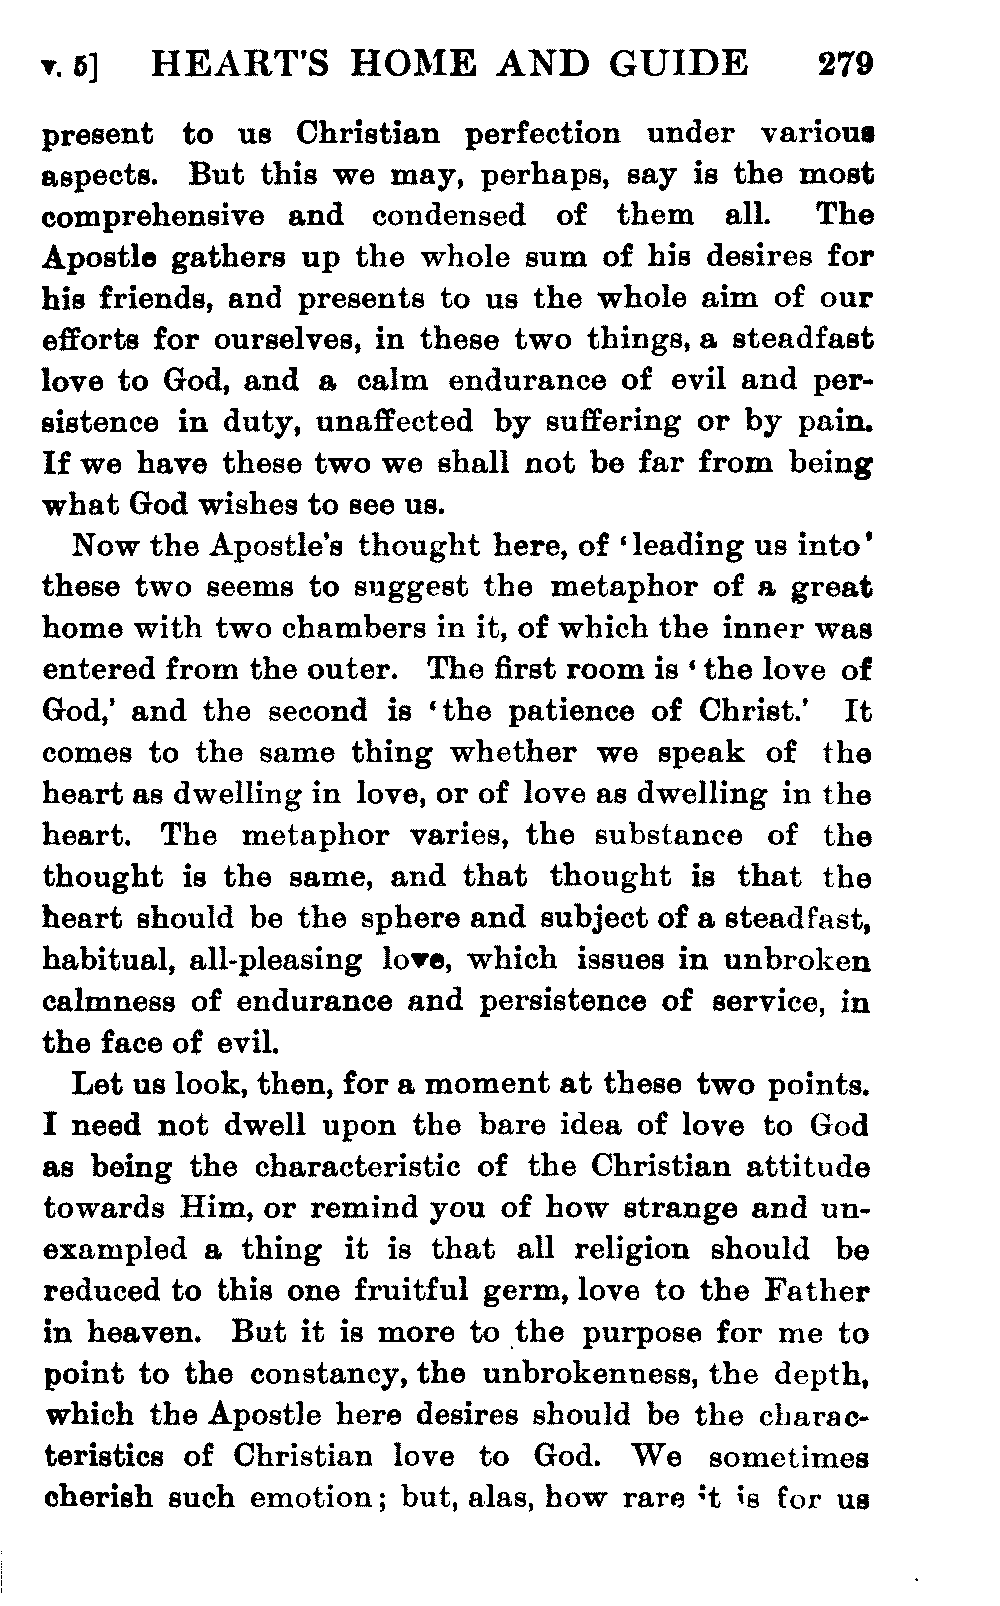 v. 5] HEART'S HOME AND GUIDE 279
present to us Christian perfection under various
aspects. But this we may, perhaps, say is the most
comprehensive and condensed of them all. The
Apostle gathers up the whole sum of his desires for
his friends, and presents to us the whole aim of our
efforts for ourselves, in these two things, a steadfast
love to God, and a calm endurance of evil and per-
sistence in duty, unaffected by suffering or by pain.
If we have these two we shall not be far from being
what God wishes to see us.
Now the Apostle's thought here, of 'leading us into'
these two seems to suggest the metaphor of a great
home with two chambers in it, of which the inner was
entered from the outer. The first room is 'the love of
God,' and the second is 'the patience of Christ.' It
comes to the same thing whether we speak of the
heart as dwelling in love, or of love as dwelling in the
heart. The metaphor varies, the substance of the
thought is the same, and that thought is that the
heart should be the sphere and subject of a steadfast,
habitual, all-pleasing love, which issues in unbroken
calmness of endurance and persistence of service, in
the face of evil.
Let us look, then, for a moment at these two points.
I need not dwell upon the bare idea of love to God
as being the characteristic of the Christian attitude
towards Him, or remind you of how strange and un-
exampled a thing it is that all religion should be
reduced to this one fruitful germ, love to the Father
in heaven. But it is more to the purpose for me to
point to the constancy, the unbrokenness, the depth,
which the Apostle here desires should be the charac-
teristics of Christian love to God. We sometimes
cherish such emotion; but, alas, how rare it is for us